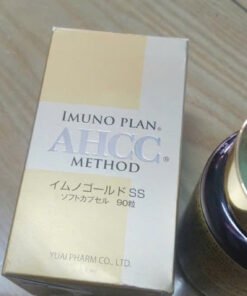 IMUNO PLAN®
AHCC®
METHOD
イムノゴールドSS
ソフトカプセル 90粒
YUAI PHARM CO., LTD.